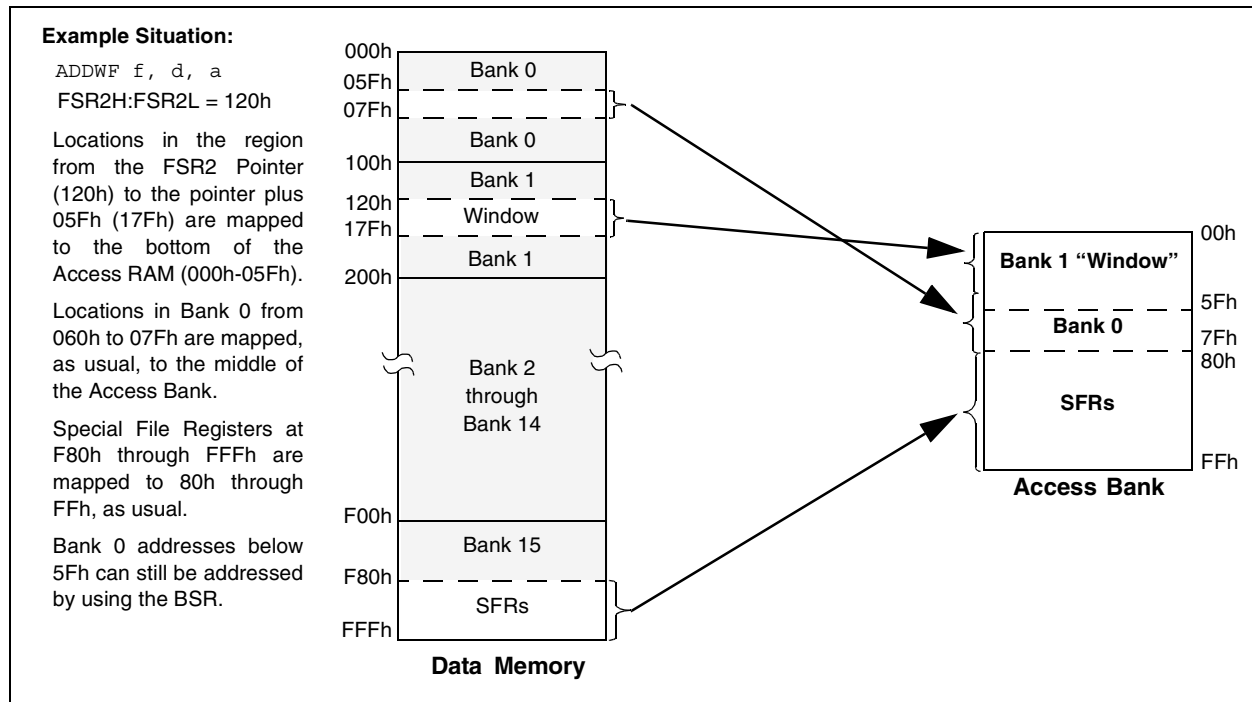 Example Situation:
ADDWF f, d, a
FSR2H:FSR2L = 120h
Locations in the region
from the FSR2 Pointer
(120h) to the pointer plus
05Fh (17Fh) are mapped
to the bottom of the
Access RAM (000h-05Fh).
Locations in Bank 0 from
060h to 07Fh are mapped,
as usual, to the middle of
the Access Bank.
Special File Registers at
F80h through FFFh are
mapped to 80h through
FFh, as usual.
Bank 0 addresses below
5Fh can still be addressed
by using the BSR.
000h
Bank 0
05Fh
07Fh
Bank 0
100h
Bank 1
120h
Window
17Fh
Bank 1
200h
Bank 2
through
Bank 14
F00h
Bank 15
F80h
SFRs
FFFh
Data Memory
00h
Bank 1 “Window”
5Fh
Bank 0
7Fh
80h
SFRs
FFh
Access Bank